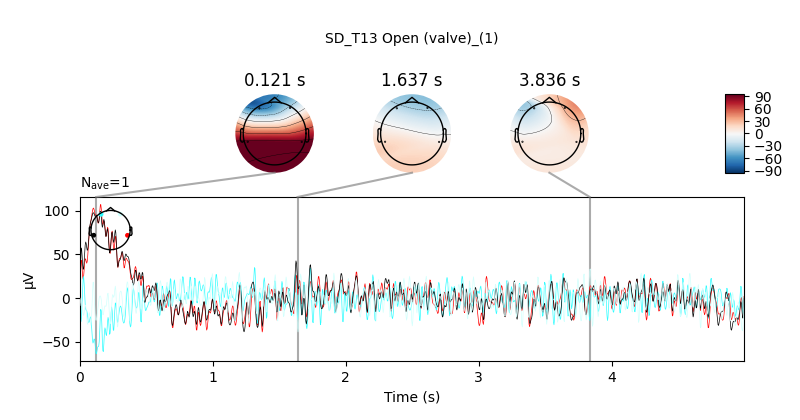 SD_T13 Open (valve)_(1)
0.121 s 1.637 s 3.836 s
90
60
30
0
−30
−60
−90
Nave=1
100
50
0
−50
µV
0 1 2 3 4
Time (s)